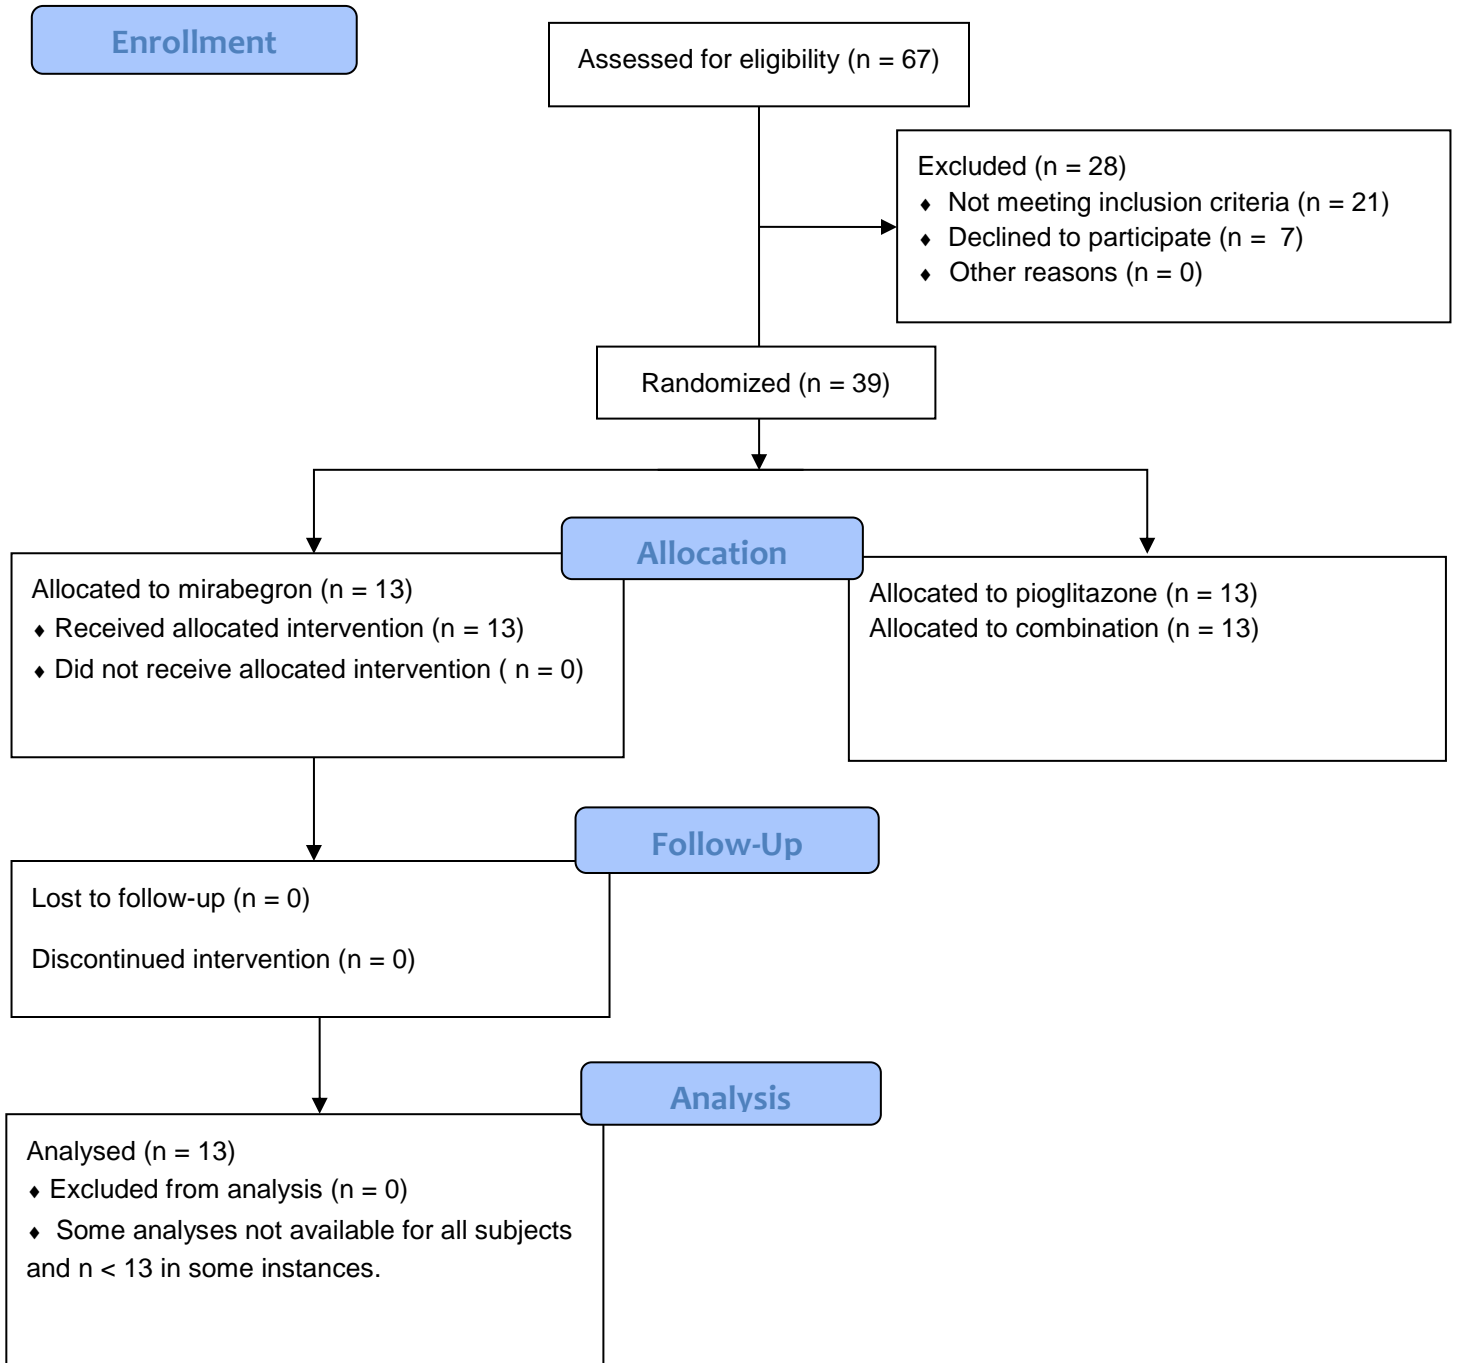 Enrollment
Assessed for eligibility (n = 67)
Excluded (n = 28)
♦ Not meeting inclusion criteria (n = 21)
♦ Declined to participate (n = 7)
♦ Other reasons (n = 0)
Randomized (n = 39)
Allocation
Allocated to mirabegron (n = 13)
♦ Received allocated intervention (n = 13)
♦ Did not receive allocated intervention ( n = 0)
Allocated to pioglitazone (n = 13)
Allocated to combination (n = 13)
Follow-Up
Lost to follow-up (n = 0)
Discontinued intervention (n = 0)
Analysis
Analysed (n = 13)
♦ Excluded from analysis (n = 0)
♦ Some analyses not available for all subjects
and n < 13 in some instances.